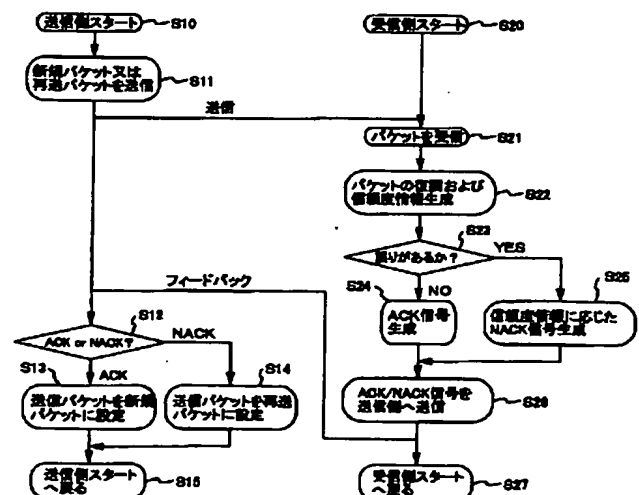 送信側スタート
S10
新規パケット又は
再送パケットを送信
S11
送信
受信側スタート
S20
パケットを受信
S21
パケットの復調および
信頼度情報生成
S22
誤りがあるか?
S23
YES
NO
S24
ACK信号
生成
S25
信頼度情報に応じた
NACK信号生成
フィードバック
S12
ACK or NACK?
NACK
ACK
S13
送信パケットを新規
パケットに設定
S14
送信パケットを再送
パケットに設定
ACK/NACK信号を
送信側へ送信
S26
送信側スタート
へ戻る
S15
受信側スタート
へ戻る
S27